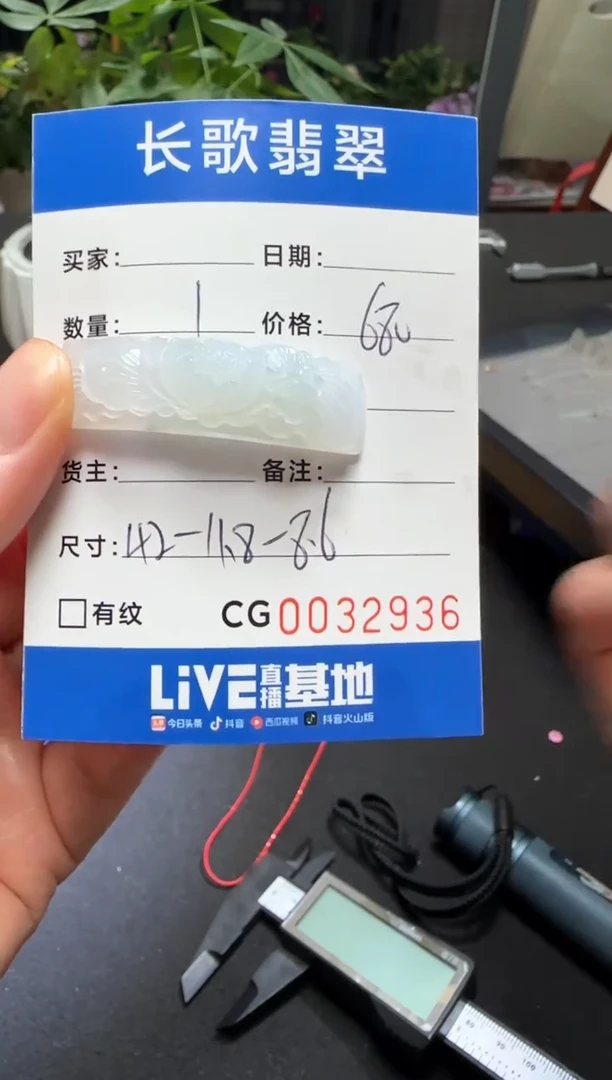 长歌翡翠
买家: 日期:
数量: 1 价格: 680
货主: 备注:
尺寸: 42-11.8-8.6
有纹 CG0032936
LiVE直播基地
今日头条 抖音 西瓜视频 抖音火山版